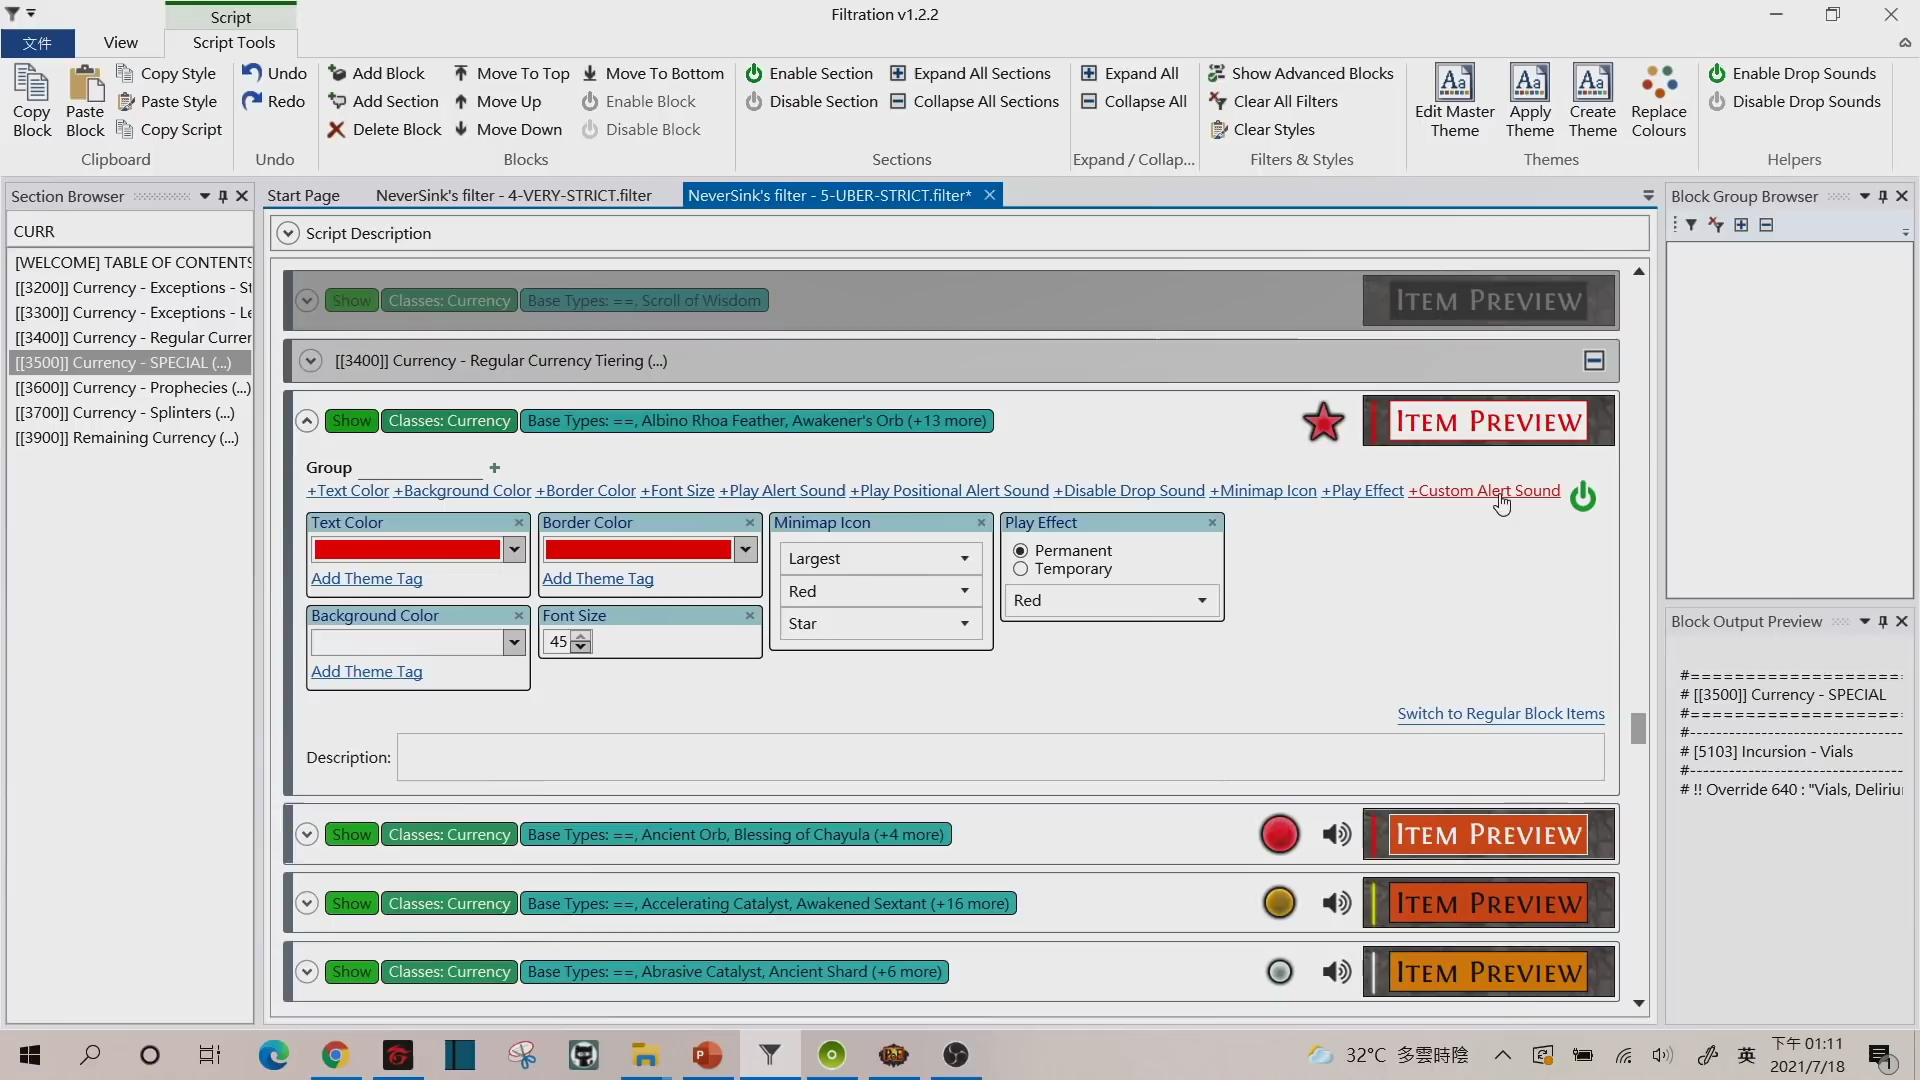 Script
Filtration v1.2.2
文件
View
Script Tools
Copy Block
Paste Block
Copy Style
Paste Style
Copy Script
Clipboard
Undo
Redo
Undo
Add Block
Add Section
Delete Block
Move To Top
Move Up
Move Down
Move To Bottom
Enable Block
Disable Block
Blocks
Enable Section
Disable Section
Expand All Sections
Collapse All Sections
Sections
Expand All
Collapse All
Expand / Collap...
Show Advanced Blocks
Clear All Filters
Clear Styles
Filters & Styles
Edit Master Theme
Apply Theme
Create Theme
Replace Colours
Themes
Enable Drop Sounds
Disable Drop Sounds
Helpers
Section Browser
CURR
[WELCOME] TABLE OF CONTENTS
[[3200]] Currency - Exceptions - St
[[3300]] Currency - Exceptions - Le
[[3400]] Currency - Regular Currer
[[3500]] Currency - SPECIAL (...)
[[3600]] Currency - Prophecies (...)
[[3700]] Currency - Splinters (...)
[[3900]] Remaining Currency (...)
Start Page
NeverSink's filter - 4-VERY-STRICT.filter
NeverSink's filter - 5-UBER-STRICT.filter*
Script Description
Show Classes: Currency Base Types: ==, Scroll of Wisdom ITEM PREVIEW
[[3400]] Currency - Regular Currency Tiering (...)
Show Classes: Currency Base Types: ==, Albino Rhoa Feather, Awakener's Orb (+13 more) ITEM PREVIEW
Group
+Text Color +Background Color +Border Color +Font Size +Play Alert Sound +Play Positional Alert Sound +Disable Drop Sound +Minimap Icon +Play Effect +Custom Alert Sound
Text Color
Add Theme Tag
Border Color
Add Theme Tag
Minimap Icon
Largest
Red
Star
Play Effect
Permanent
Temporary
Red
Background Color
Add Theme Tag
Font Size
45
Switch to Regular Block Items
Description:
Show Classes: Currency Base Types: ==, Ancient Orb, Blessing of Chayula (+4 more) ITEM PREVIEW
Show Classes: Currency Base Types: ==, Accelerating Catalyst, Awakened Sextant (+16 more) ITEM PREVIEW
Show Classes: Currency Base Types: ==, Abrasive Catalyst, Ancient Shard (+6 more) ITEM PREVIEW
Block Group Browser
Block Output Preview
#====================
# [[3500]] Currency - SPECIAL
#====================
#--------------------
# [5103] Incursion - Vials
#--------------------
# !! Override 640 : "Vials, Deliriu
32°C 多雲時陰
英
下午 01:11
2021/7/18
1